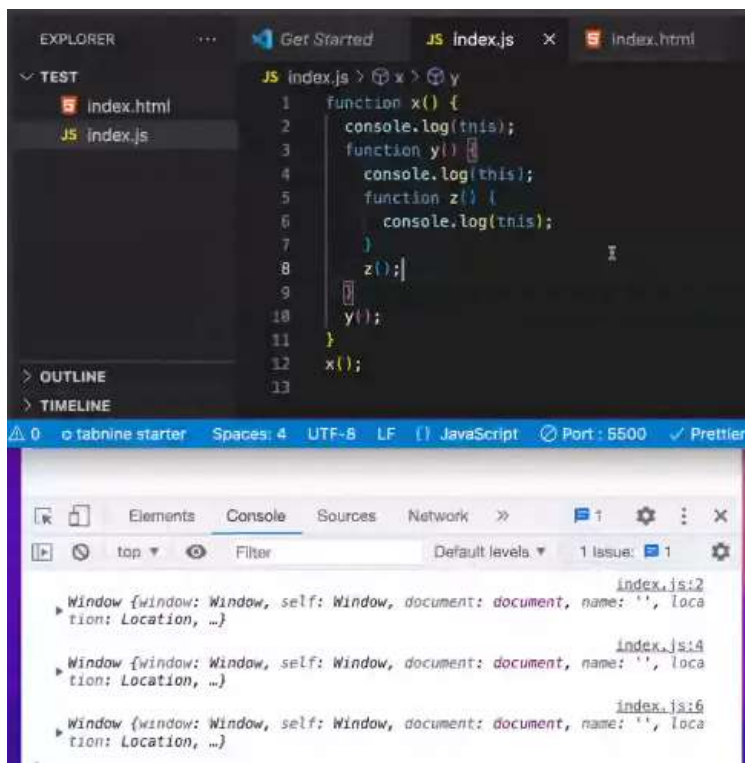 EXPLORER ...
Get Started
JS index.js ×
index.html
TEST
index.html
JS index.js
JS index.js > x > y
1 function x() {
2 console.log(this);
3 function y() {
4 console.log(this);
5 function z() {
6 console.log(this);
7 }
8 z();
9 }
10 y();
11 }
12 x();
13
> OUTLINE
> TIMELINE
0 tabnine starter Spaces: 4 UTF-8 LF {} JavaScript Port : 5500 ✓ Prettier
Elements Console Sources Network » 1
top ▼ Filter Default levels ▼ 1 Issue: 1
index.js:2
Window {window: Window, self: Window, document: document, name: '', loca
tion: Location, …}
index.js:4
Window {window: Window, self: Window, document: document, name: '', loca
tion: Location, …}
index.js:6
Window {window: Window, self: Window, document: document, name: '', loca
tion: Location, …}